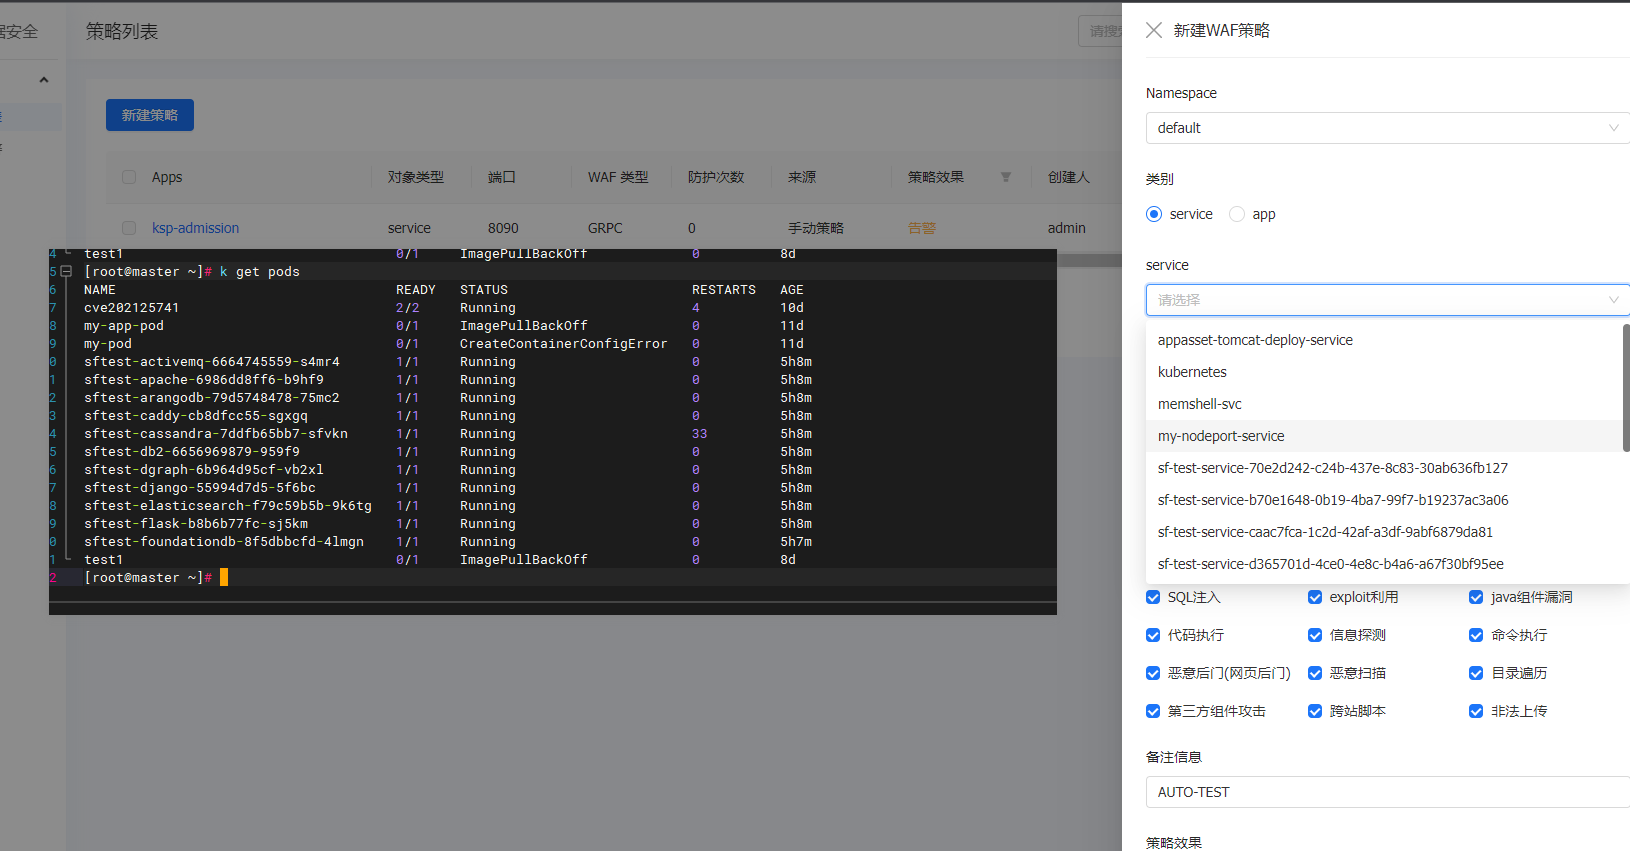 据安全
策略列表
请搜索
新建策略
Apps 对象类型 端口 WAF 类型 防护次数 来源 策略效果 创建人
ksp-admission service 8090 GRPC 0 手动策略 告警 admin
4 test1 0/1 ImagePullBackOff 0 8d
5 [root@master ~]# k get pods
6 NAME READY STATUS RESTARTS AGE
7 cve202125741 2/2 Running 4 10d
8 my-app-pod 0/1 ImagePullBackOff 0 11d
9 my-pod 0/1 CreateContainerConfigError 0 11d
0 sftest-activemq-6664745559-s4mr4 1/1 Running 0 5h8m
1 sftest-apache-6986dd8ff6-b9hf9 1/1 Running 0 5h8m
2 sftest-arangodb-79d5748478-75mc2 1/1 Running 0 5h8m
3 sftest-caddy-cb8dfcc55-sgxgq 1/1 Running 0 5h8m
4 sftest-cassandra-7ddfb65bb7-sfvkn 1/1 Running 33 5h8m
5 sftest-db2-6656969879-959f9 1/1 Running 0 5h8m
6 sftest-dgraph-6b964d95cf-vb2xl 1/1 Running 0 5h8m
7 sftest-django-55994d7d5-5f6bc 1/1 Running 0 5h8m
8 sftest-elasticsearch-f79c59b5b-9k6tg 1/1 Running 0 5h8m
9 sftest-flask-b8b6b77fc-sj5km 1/1 Running 0 5h8m
0 sftest-foundationdb-8f5dbbcfd-4lmgn 1/1 Running 0 5h7m
1 test1 0/1 ImagePullBackOff 0 8d
2 [root@master ~]#
新建WAF策略
Namespace
default
类别
service app
service
请选择
appasset-tomcat-deploy-service
kubernetes
memshell-svc
my-nodeport-service
sf-test-service-70e2d242-c24b-437e-8c83-30ab636fb127
sf-test-service-b70e1648-0b19-4ba7-99f7-b19237ac3a06
sf-test-service-caac7fca-1c2d-42af-a3df-9abf6879da81
sf-test-service-d365701d-4ce0-4e8c-b4a6-a67f30bf95ee
SQL注入 exploit利用 java组件漏洞
代码执行 信息探测 命令执行
恶意后门(网页后门) 恶意扫描 目录遍历
第三方组件攻击 跨站脚本 非法上传
备注信息
AUTO-TEST
策略效果